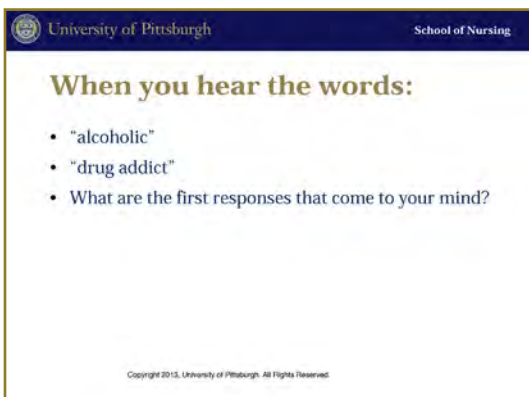 University of Pittsburgh
School of Nursing
When you hear the words:
• "alcoholic"
• "drug addict"
• What are the first responses that come to your mind?
Copyright 2013, University of Pittsburgh. All Rights Reserved.